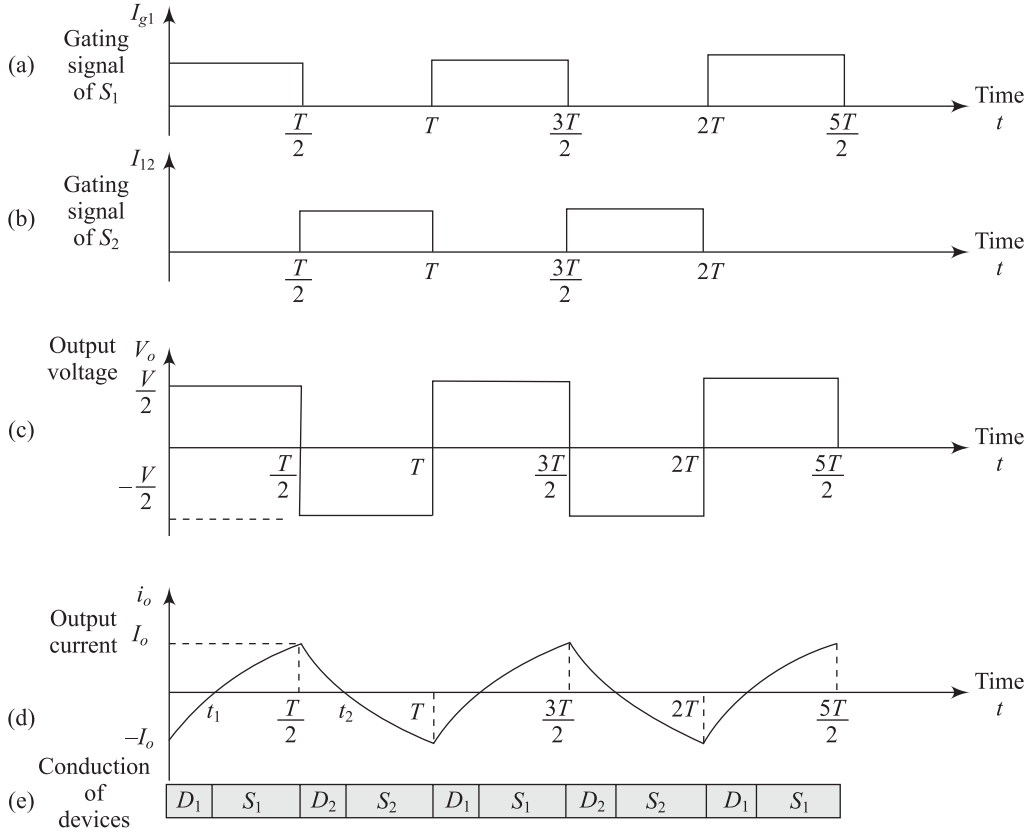 I_g1
Gating
signal
of S_1
(a)
Time
t
T/2
T
3T/2
2T
5T/2
I_12
Gating
signal
of S_2
(b)
Time
t
T/2
T
3T/2
2T
Output
voltage
V_o
V/2
(c)
Time
t
-V/2
T/2
T
3T/2
2T
5T/2
i_o
Output
current
I_o
Time
t
(d)
t_1
T/2
t_2
T
3T/2
2T
5T/2
-I_o
Conduction
of
devices
(e)
D_1 S_1 D_2 S_2 D_1 S_1 D_2 S_2 D_1 S_1